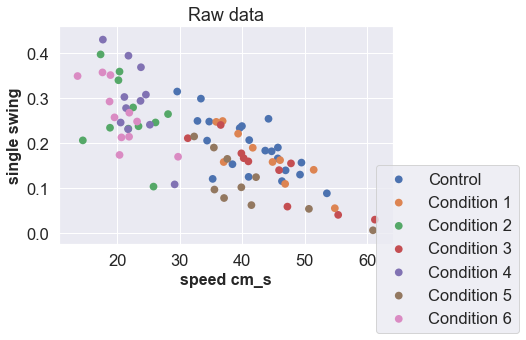 Raw data
0.4
0.3
0.2
0.1
0.0
single swing
20 30 40 50 60
speed cm_s
Control
Condition 1
Condition 2
Condition 3
Condition 4
Condition 5
Condition 6